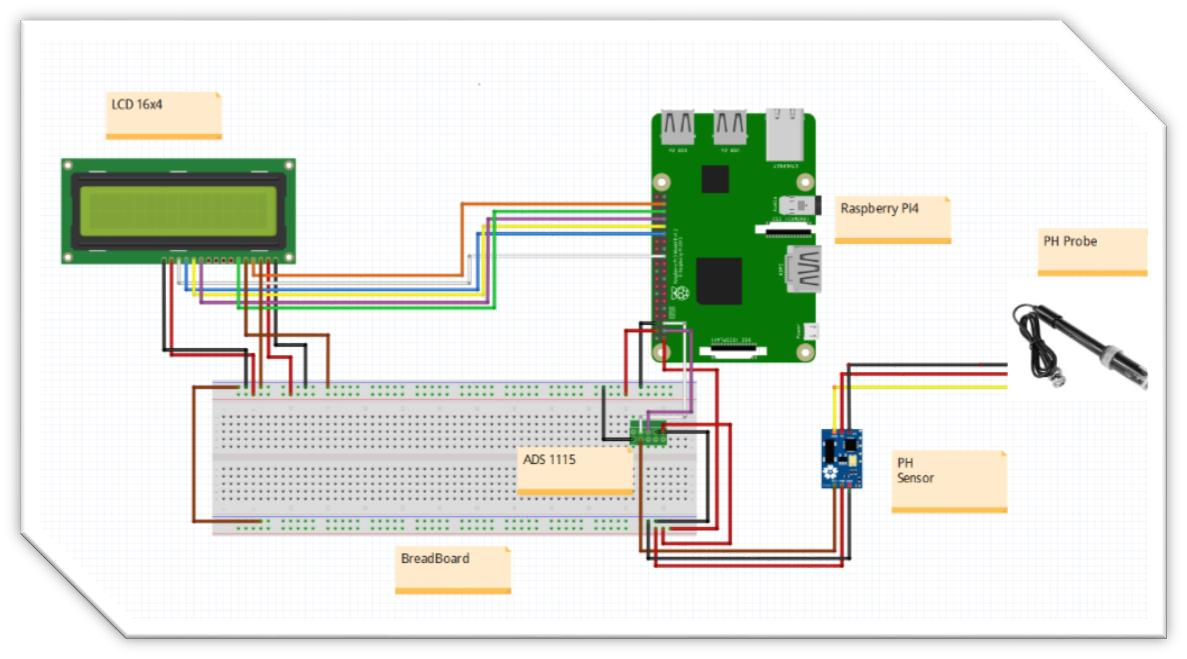 LCD 16x4
Raspberry Pi4
PH Probe
ADS 1115
PH
Sensor
BreadBoard